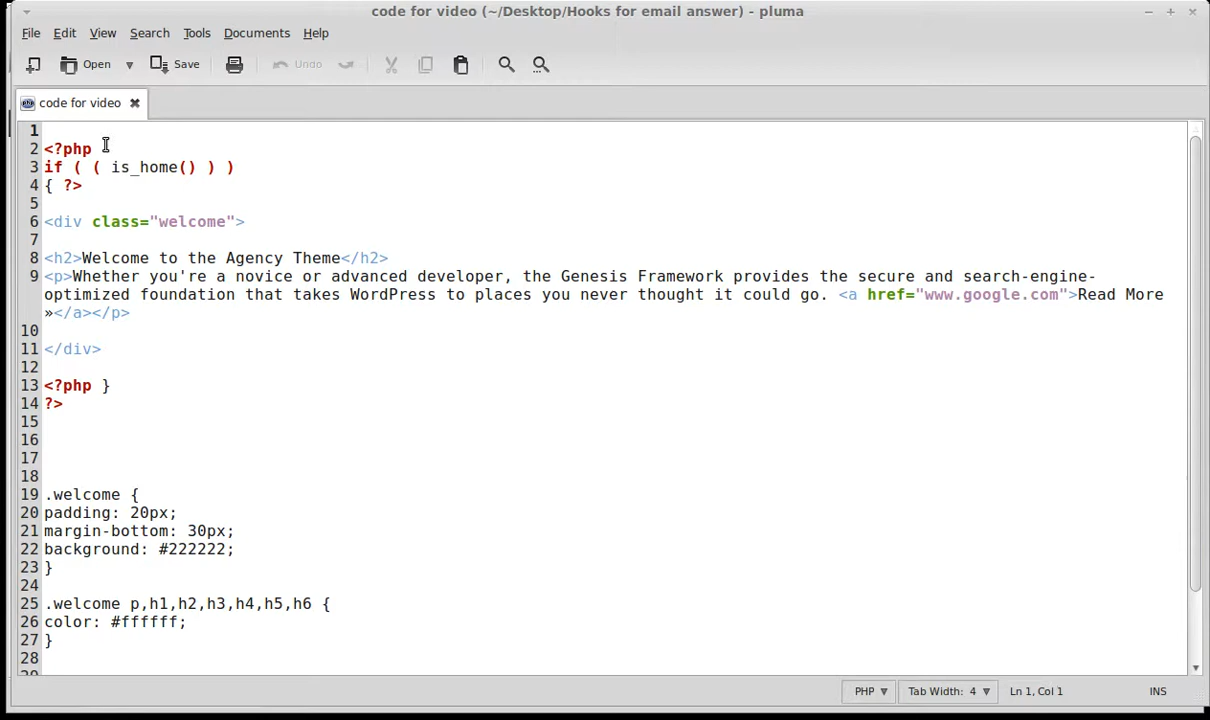 code for video (~/Desktop/Hooks for email answer) - pluma
File Edit View Search Tools Documents Help
Open Save Undo
code for video
1
2 <?php
3 if ( ( is_home() ) )
4 { ?>
5
6 <div class="welcome">
7
8 <h2>Welcome to the Agency Theme</h2>
9 <p>Whether you're a novice or advanced developer, the Genesis Framework provides the secure and search-engine-
optimized foundation that takes WordPress to places you never thought it could go. <a href="www.google.com">Read More
»</a></p>
10
11 </div>
12
13 <?php }
14 ?>
15
16
17
18
19 .welcome {
20 padding: 20px;
21 margin-bottom: 30px;
22 background: #222222;
23 }
24
25 .welcome p,h1,h2,h3,h4,h5,h6 {
26 color: #ffffff;
27 }
28
PHP Tab Width: 4 Ln 1, Col 1 INS